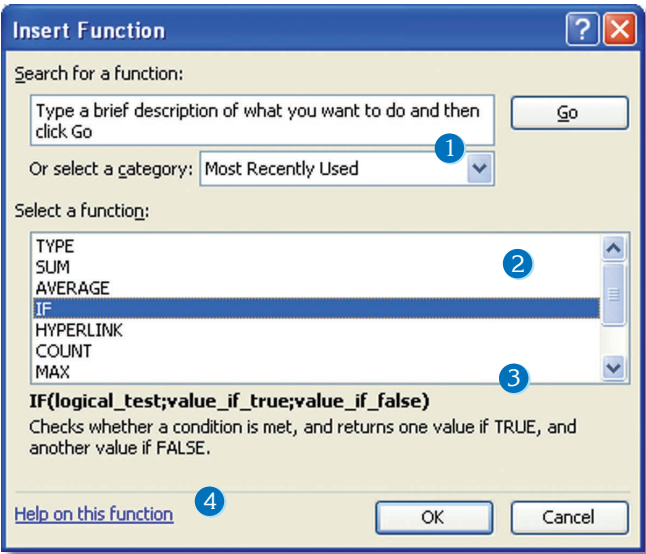 Insert Function
?
Search for a function:
Type a brief description of what you want to do and then
click Go
Go
1
Or select a category: Most Recently Used
Select a function:
TYPE
2
SUM
AVERAGE
IF
HYPERLINK
COUNT
MAX
3
IF(logical_test;value_if_true;value_if_false)
Checks whether a condition is met, and returns one value if TRUE, and
another value if FALSE.
4
Help on this function
OK
Cancel